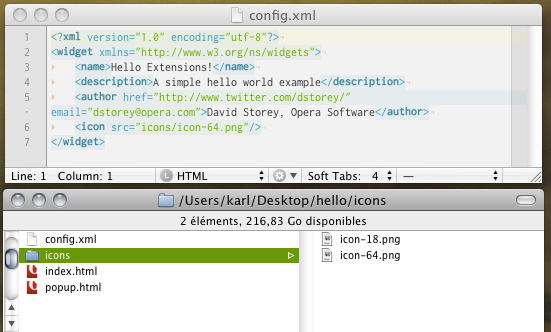 config.xml
1 <?xml version="1.0" encoding="utf-8"?>
2 <widget xmlns="http://www.w3.org/ns/widgets">
3 <name>Hello Extensions!</name>
4 <description>A simple hello world example</description>
5 <author href="http://www.twitter.com/dstorey/"
email="dstorey@opera.com">David Storey, Opera Software</author>
6 <icon src="icons/icon-64.png"/>
7 </widget>
Line: 1 Column: 1 L HTML Soft Tabs: 4 —
/Users/karl/Desktop/hello/icons
2 éléments, 216,83 Go disponibles
config.xml
icons
index.html
popup.html
icon-18.png
icon-64.png